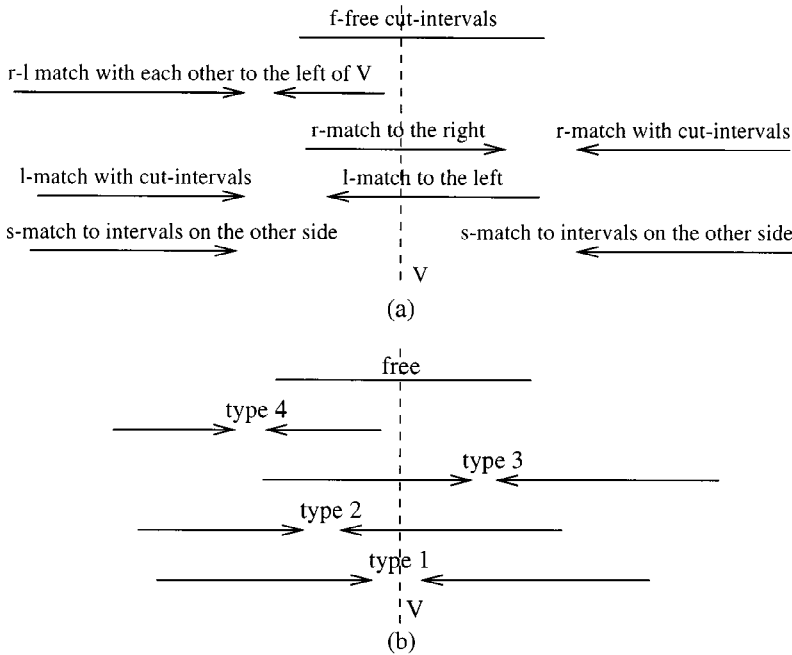 f-free cut-intervals
r-l match with each other to the left of V
r-match to the right
r-match with cut-intervals
l-match with cut-intervals
l-match to the left
s-match to intervals on the other side
s-match to intervals on the other side
V
(a)
free
type 4
type 3
type 2
type 1
V
(b)